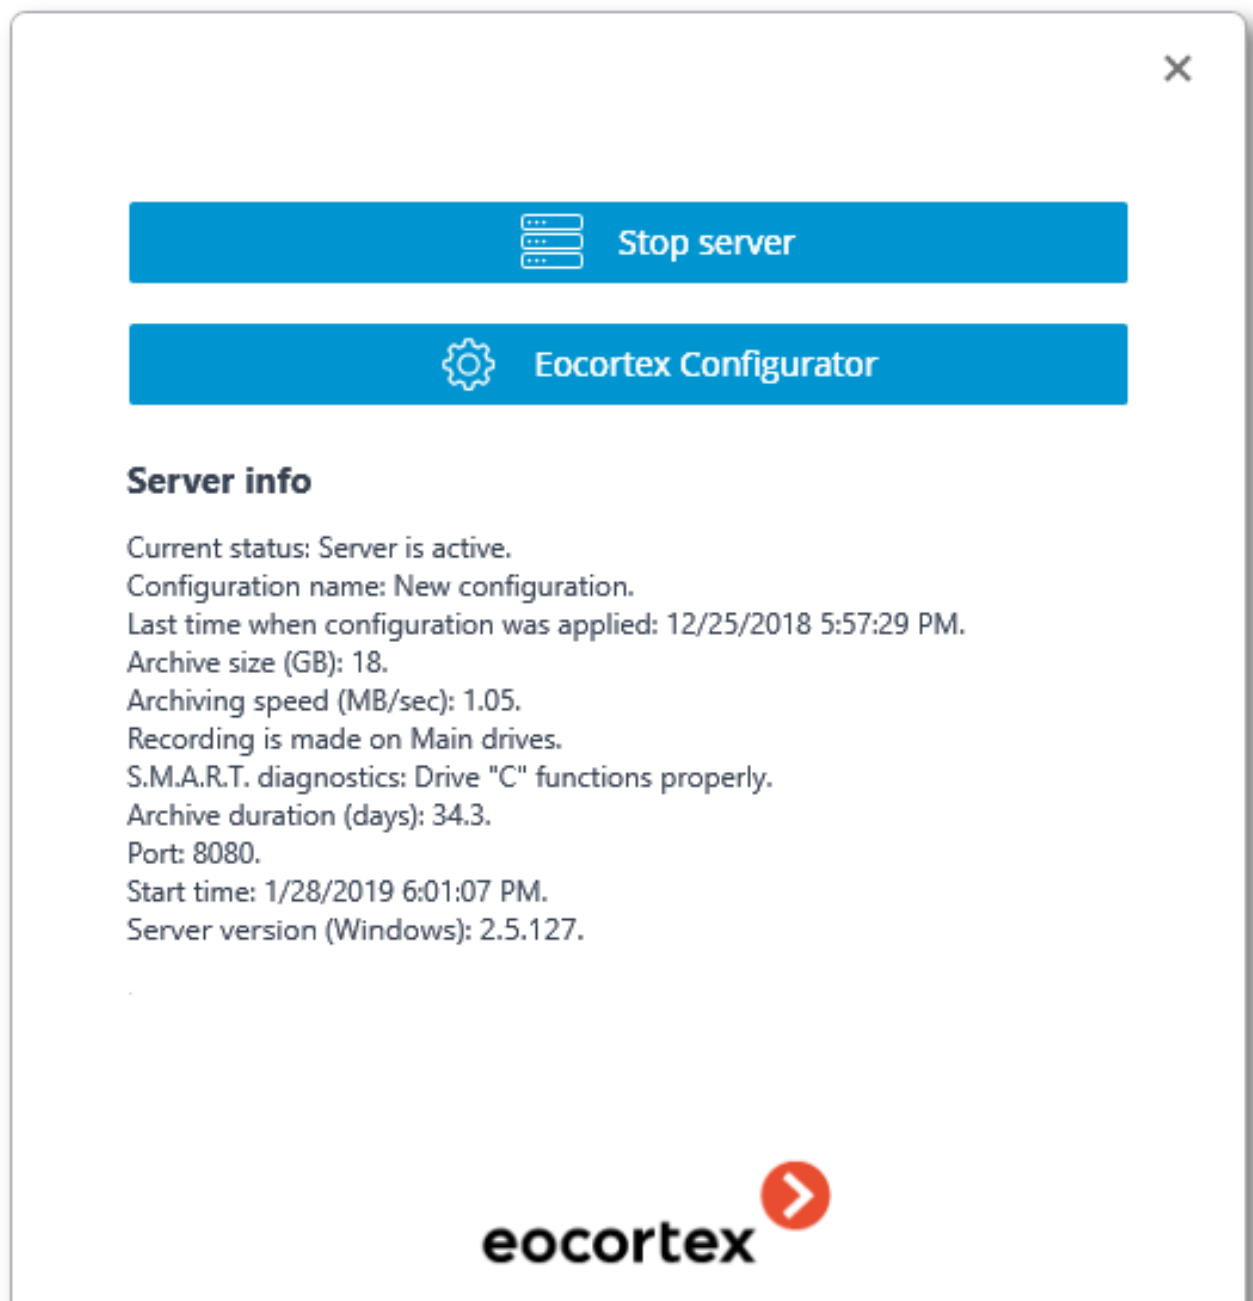 Stop server
Eocortex Configurator
Server info
Current status: Server is active.
Configuration name: New configuration.
Last time when configuration was applied: 12/25/2018 5:57:29 PM.
Archive size (GB): 18.
Archiving speed (MB/sec): 1.05.
Recording is made on Main drives.
S.M.A.R.T. diagnostics: Drive "C" functions properly.
Archive duration (days): 34.3.
Port: 8080.
Start time: 1/28/2019 6:01:07 PM.
Server version (Windows): 2.5.127.
eocortex